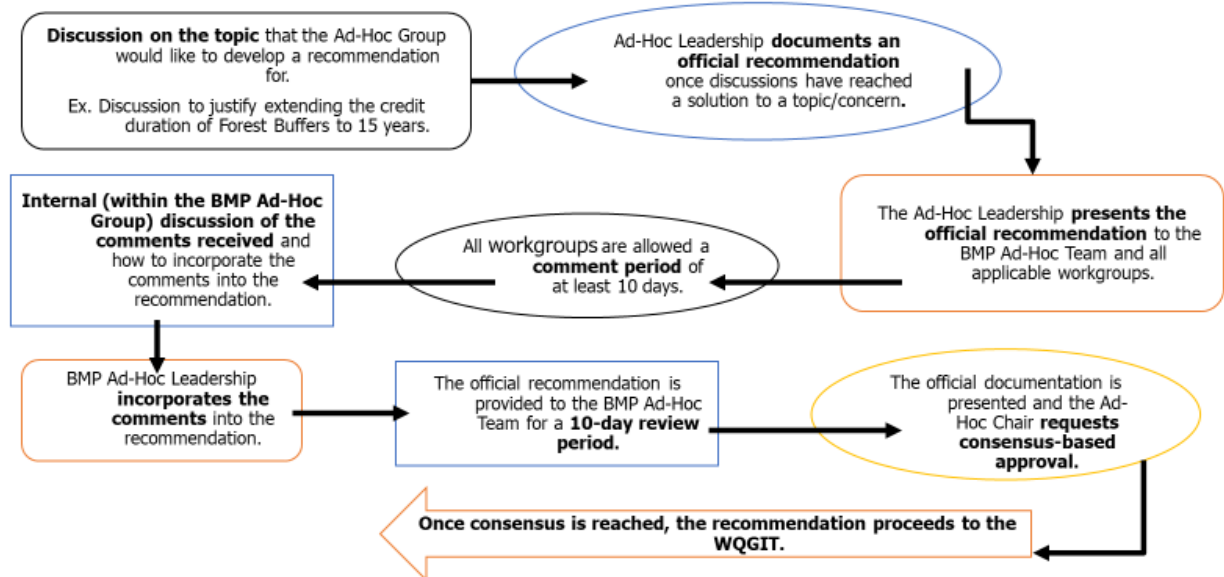 Discussion on the topic that the Ad-Hoc Group
would like to develop a recommendation
for.
Ex. Discussion to justify extending the credit
duration of Forest Buffers to 15 years.
Ad-Hoc Leadership documents an
official recommendation
once discussions have reached
a solution to a topic/concern.
The Ad-Hoc Leadership presents the
official recommendation to the
BMP Ad-Hoc Team and all
applicable workgroups.
All workgroups are allowed a
comment period of
at least 10 days.
Internal (within the BMP Ad-Hoc
Group) discussion of the
comments received and
how to incorporate the
comments into the
recommendation.
BMP Ad-Hoc Leadership
incorporates the
comments into the
recommendation.
The official recommendation is
provided to the BMP Ad-Hoc
Team for a 10-day review
period.
The official documentation is
presented and the Ad-
Hoc Chair requests
consensus-based
approval.
Once consensus is reached, the recommendation proceeds to the
WQGIT.